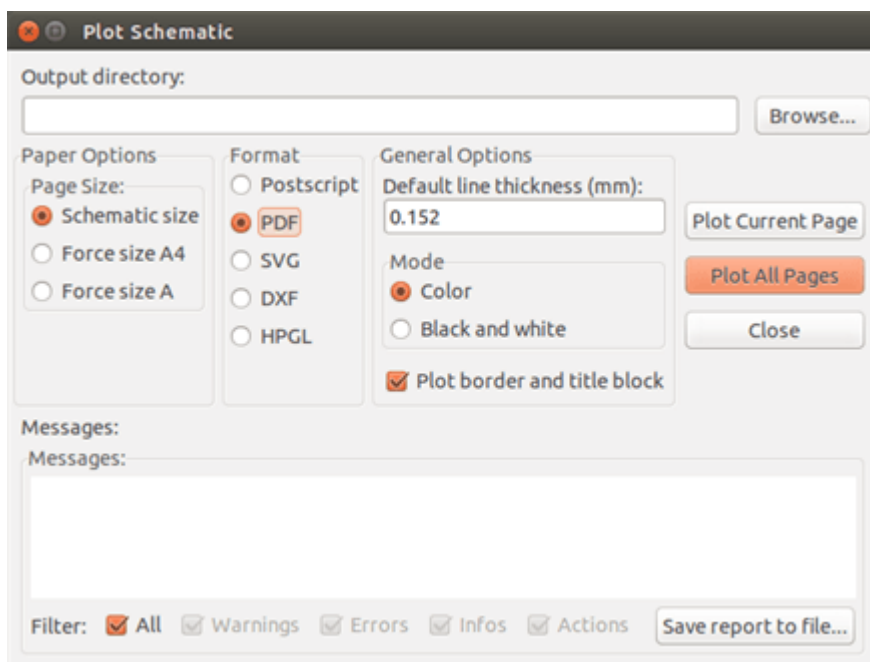 Plot Schematic
Output directory:
Browse...
Paper Options
Page Size:
Schematic size
Force size A4
Force size A
Format
Postscript
PDF
SVG
DXF
HPGL
General Options
Default line thickness (mm):
0.152
Mode
Color
Black and white
Plot border and title block
Plot Current Page
Plot All Pages
Close
Messages:
Messages:
Filter: All Warnings Errors Infos Actions Save report to file...